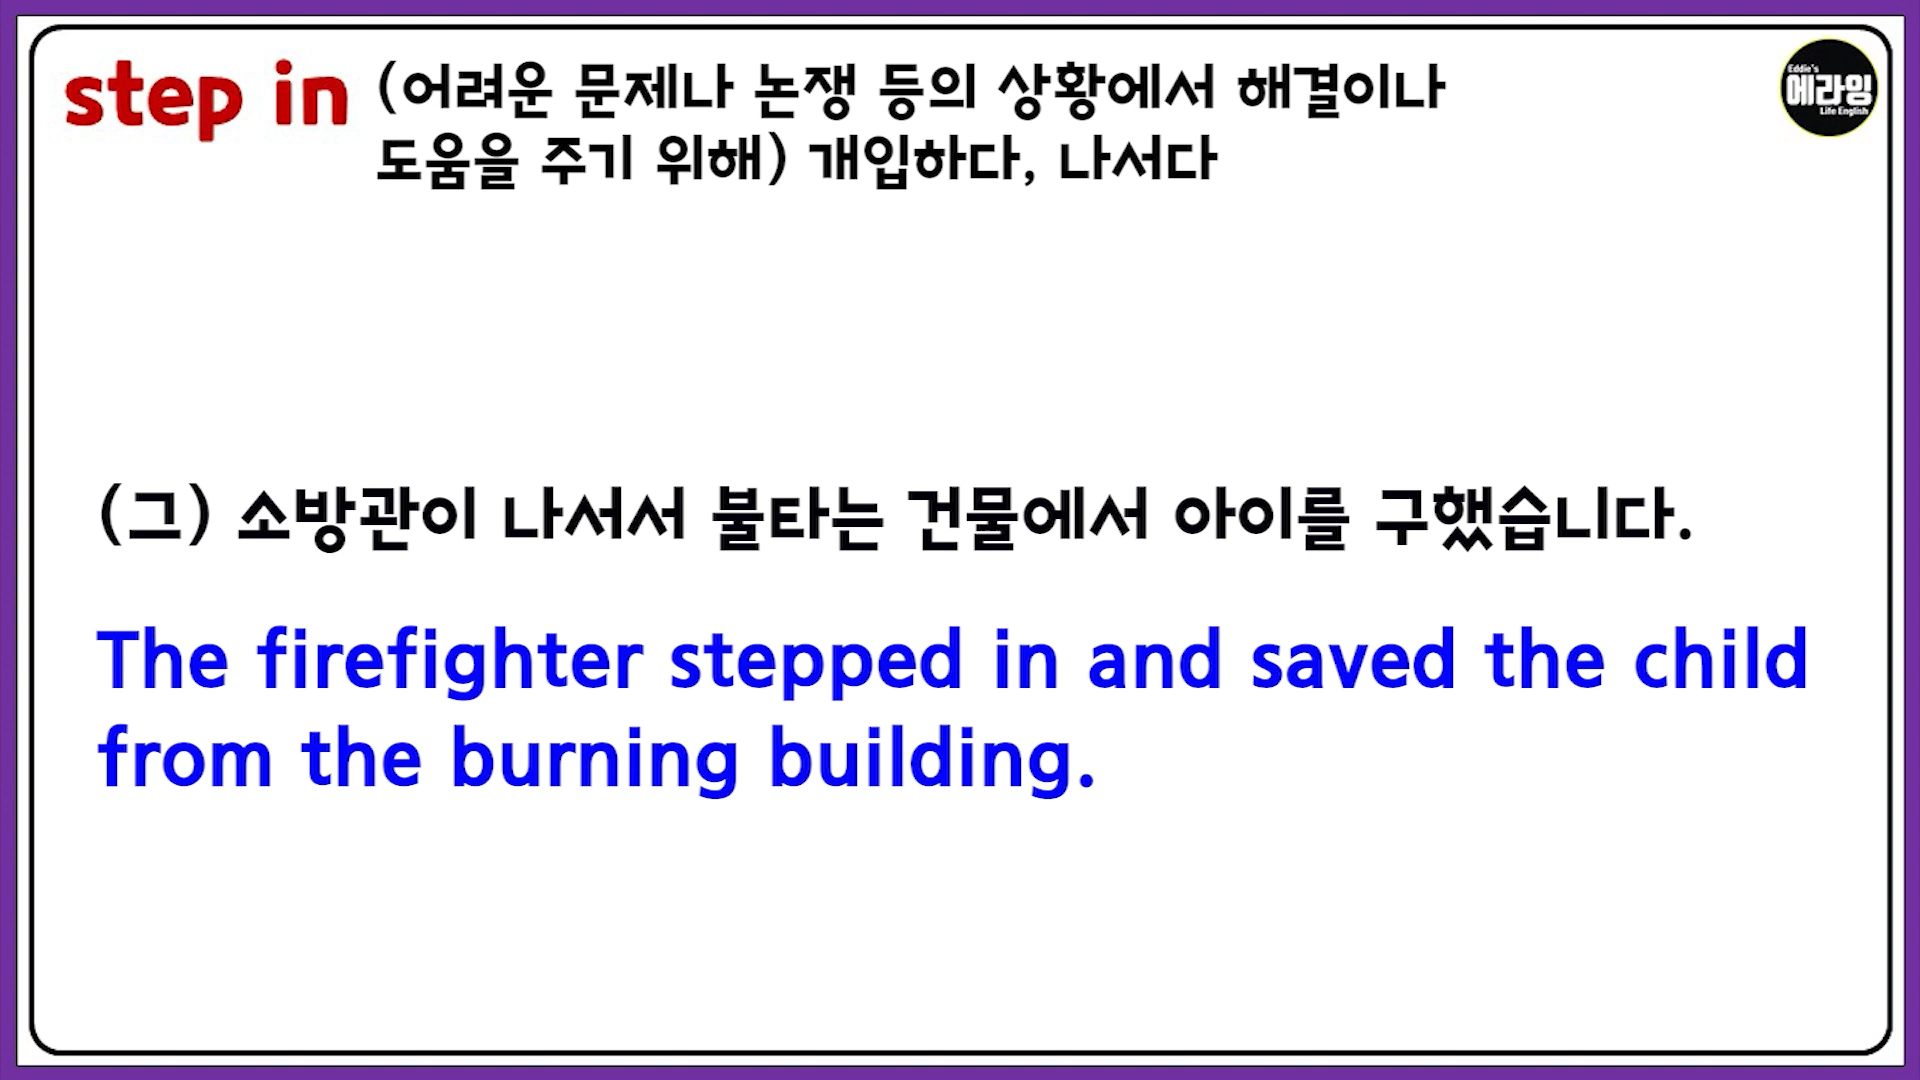 step in (어려운 문제나 논쟁 등의 상황에서 해결이나
도움을 주기 위해) 개입하다, 나서다
Eddie's
에라잉
Life English
(그) 소방관이 나서서 불타는 건물에서 아이를 구했습니다.
The firefighter stepped in and saved the child
from the burning building.